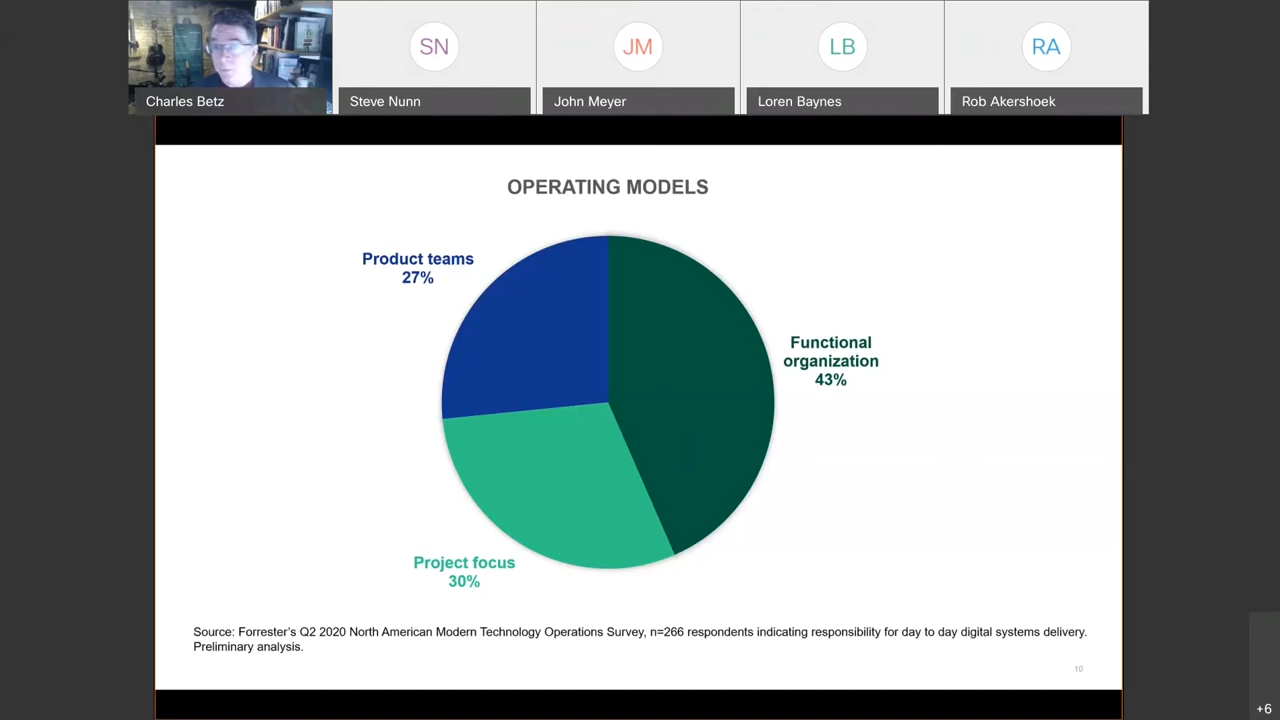 SN
JM
LB
RA
Charles Betz
Steve Nunn
John Meyer
Loren Baynes
Rob Akershoek
OPERATING MODELS
Product teams
27%
Functional
organization
43%
Project focus
30%
Source: Forrester’s Q2 2020 North American Modern Technology Operations Survey, n=266 respondents indicating responsibility for day to day digital systems delivery.
Preliminary analysis.
10
+6